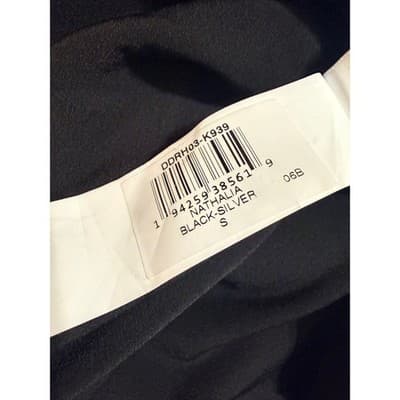 DDRH03-K939
1 94259 38561 9
NATHALIA
BLACK-SILVER 06B
S